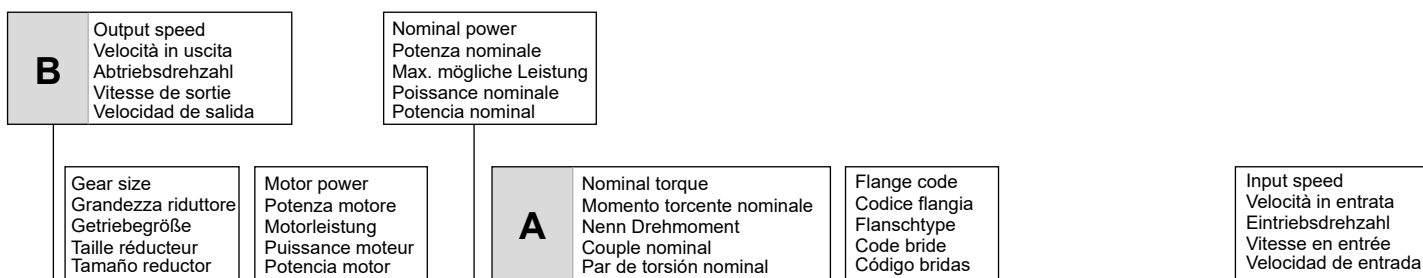 B
Output speed
Velocità in uscita
Abtriebsdrehzahl
Vitesse de sortie
Velocidad de salida
Nominal power
Potenza nominale
Max. mögliche Leistung
Poissance nominale
Potencia nominal
Gear size
Grandezza riduttore
Getriebegröße
Taille réducteur
Tamaño reductor
Motor power
Potenza motore
Motorleistung
Puissance moteur
Potencia motor
A
Nominal torque
Momento torcente nominale
Nenn Drehmoment
Couple nominal
Par de torsión nominal
Flange code
Codice flangia
Flanschtype
Code bride
Código bridas
Input speed
Velocità in entrata
Eintriebsdrehzahl
Vitesse en entrée
Velocidad de entrada